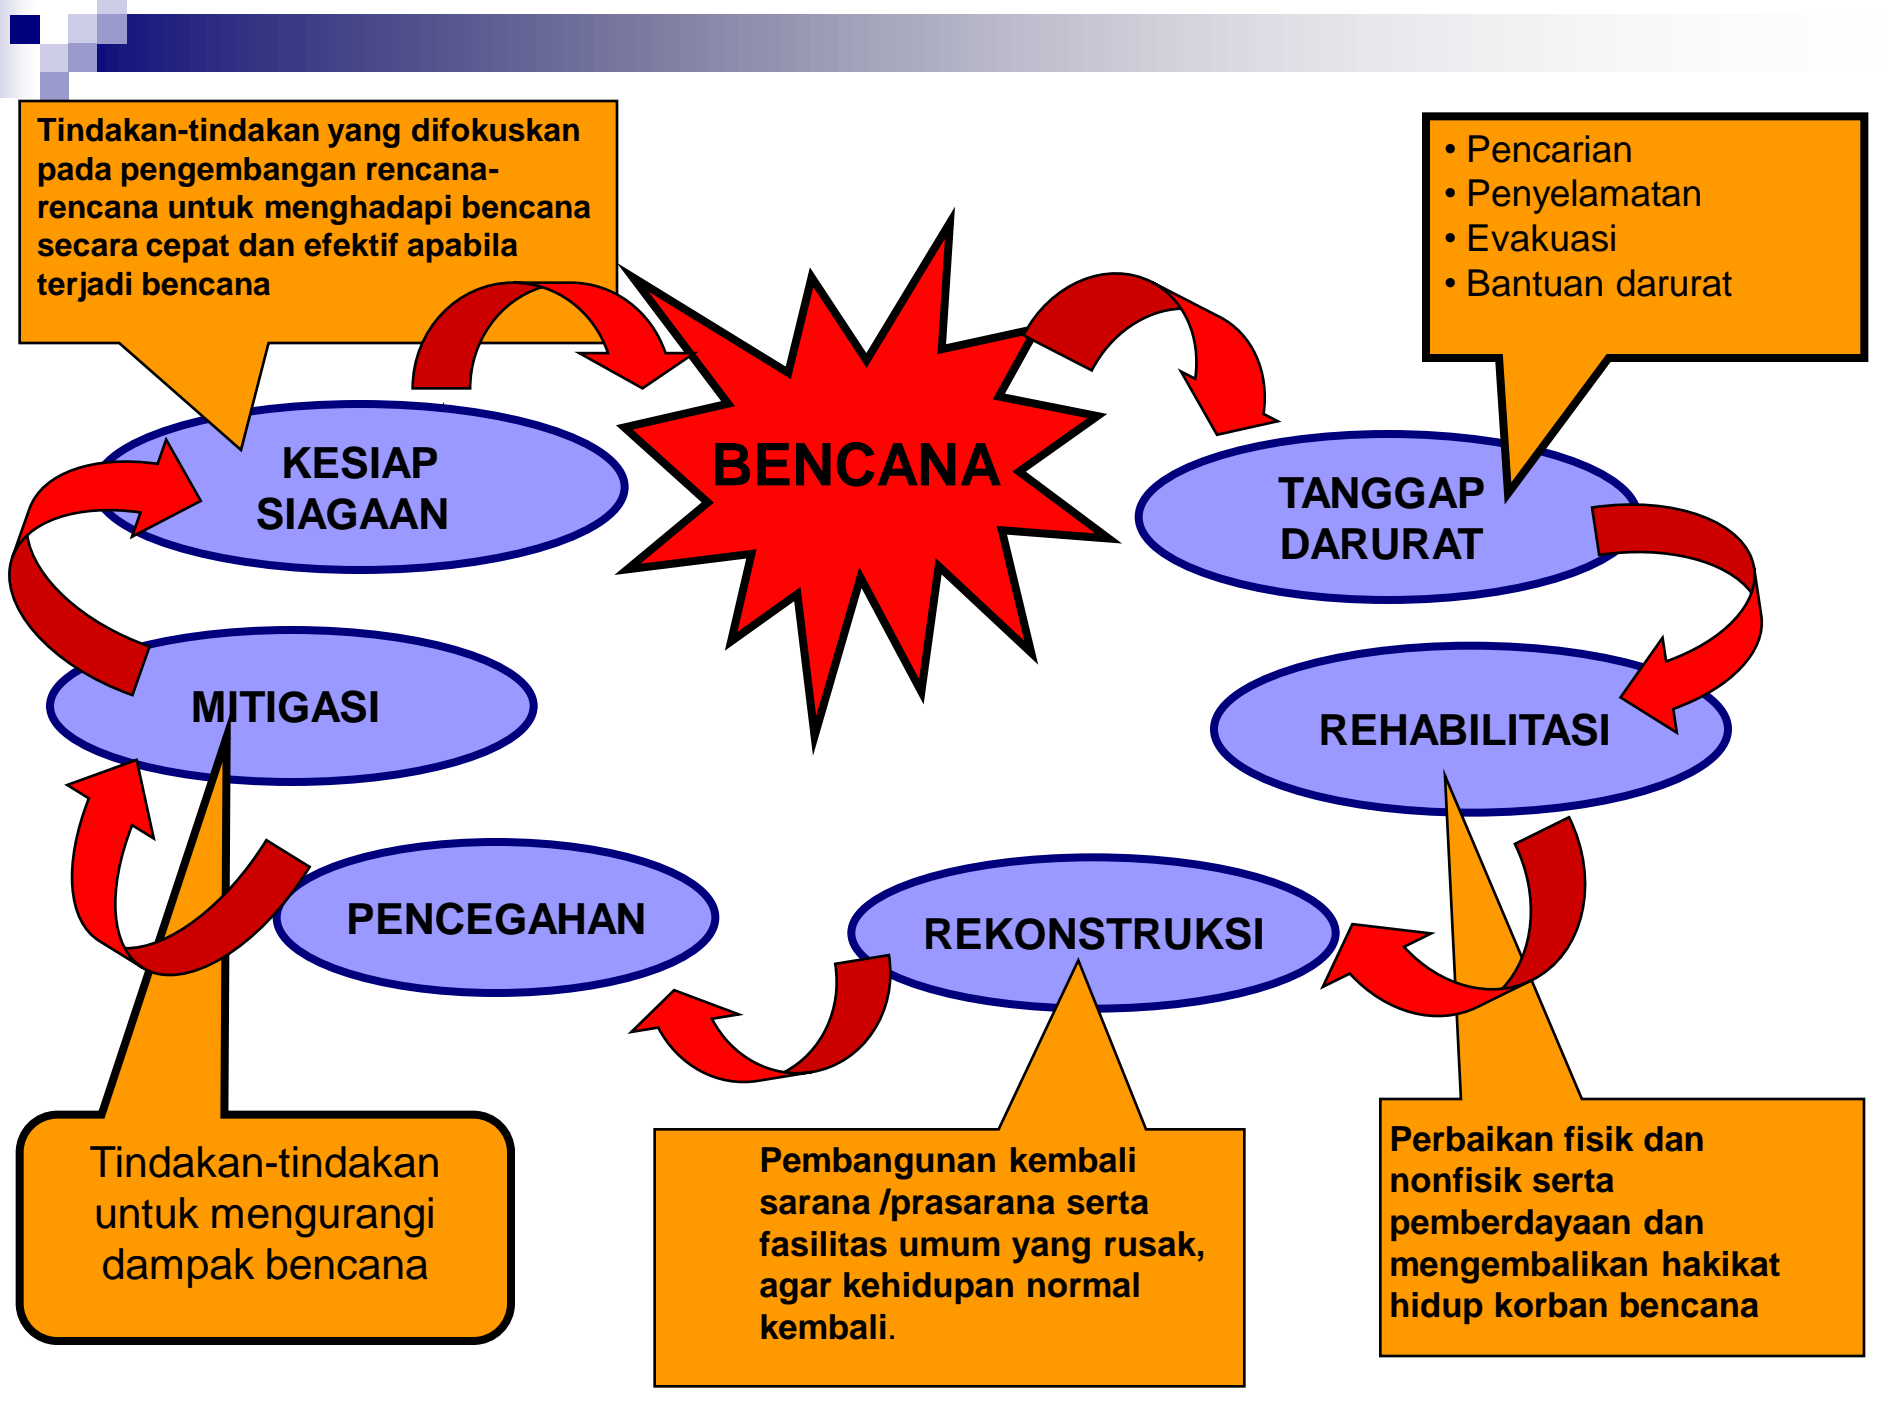 Tindakan-tindakan yang difokuskan
pada pengembangan rencana-
rencana untuk menghadapi bencana
secara cepat dan efektif apabila
terjadi bencana
• Pencarian
• Penyelamatan
• Evakuasi
• Bantuan darurat
KESIAP
SIAGAAN
BENCANA
TANGGAP
DARURAT
MITIGASI
REHABILITASI
PENCEGAHAN
REKONSTRUKSI
Tindakan-tindakan
untuk mengurangi
dampak bencana
Pembangunan kembali
sarana /prasarana serta
fasilitas umum yang rusak,
agar kehidupan normal
kembali.
Perbaikan fisik dan
nonfisik serta
pemberdayaan dan
mengembalikan hakikat
hidup korban bencana